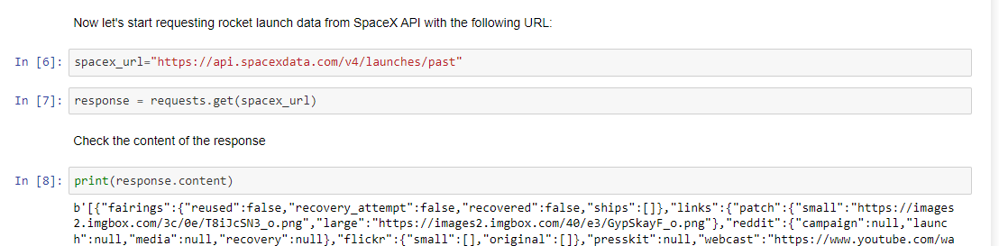 Now let's start requesting rocket launch data from SpaceX API with the following URL:
In [6]: spacex_url="https://api.spacexdata.com/v4/launches/past"
In [7]: response = requests.get(spacex_url)
Check the content of the response
In [8]: print(response.content)
b'[{"fairings":{"reused":false,"recovery_attempt":false,"recovered":false,"ships":[]},"links":{"patch":{"small":"https://images
2.imgbox.com/3c/0e/T8iJcSN3_o.png","large":"https://images2.imgbox.com/40/e3/GypSkayF_o.png"},"reddit":{"campaign":null,"launc
h":null,"media":null,"recovery":null},"flickr":{"small":[],"original":[]},"presskit":null,"webcast":"https://www.youtube.com/wa